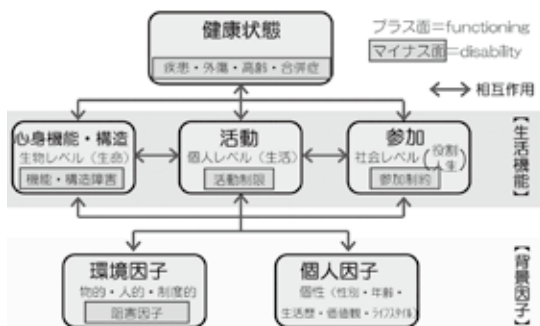 健康状態
疾患・外傷・高齢・合併症
プラス面=functioning
マイナス面=disability
相互作用
心身機能・構造
生物レベル(生命)
機能・構造障害
活動
個人レベル(生活)
活動制限
参加
社会レベル(役割 人生)
参加制約
【生活機能】
環境因子
物的・人的・制度的
阻害因子
個人因子
個性(性別・年齢・
生活歴・価値観・ライフスタイル)
【背景因子】